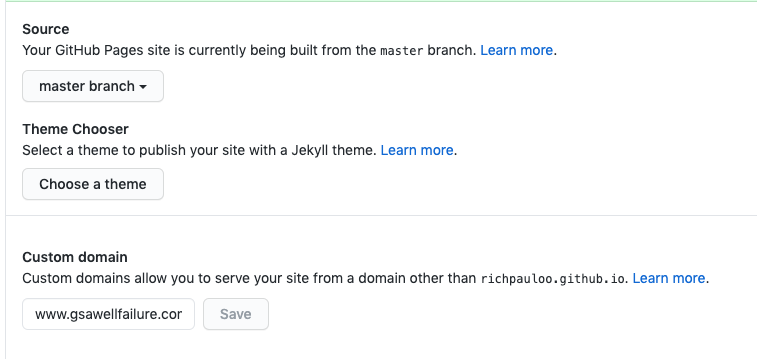 Source
Your GitHub Pages site is currently being built from the master branch. Learn more.
master branch
Theme Chooser
Select a theme to publish your site with a Jekyll theme. Learn more.
Choose a theme
Custom domain
Custom domains allow you to serve your site from a domain other than richpauloo.github.io. Learn more.
www.gsawellfailure.cor Save